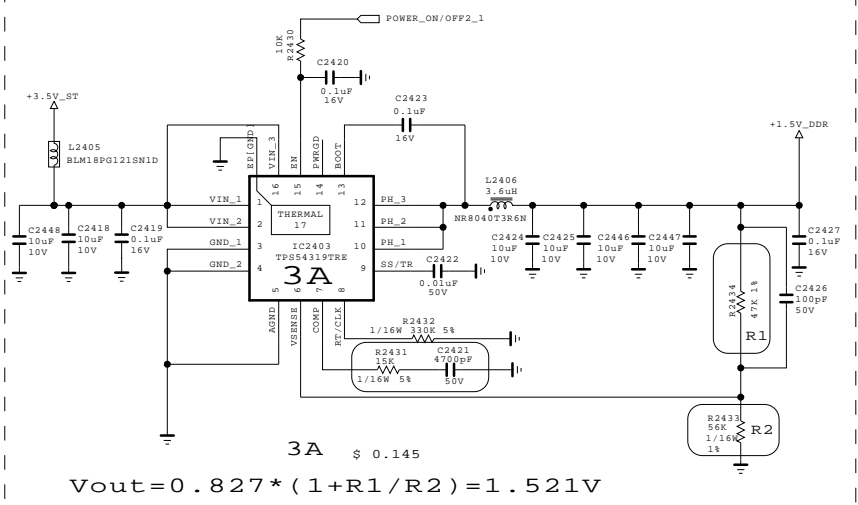 POWER_ON/OFF2_1
10K
R2430
C2420
0.1uF
16V
C2423
0.1uF
16V
+3.5V_ST
L2405
BLM18PG121SN1D
+1.5V_DDR
EP[GND]
VIN_3
EN
PWRGD
BOOT
16
15
14
13
L2406
3.6uH
NR8040T3R6N
VIN_1
1
VIN_2
2
GND_1
3
GND_2
4
THERMAL
17
IC2403
TPS54319TRE
3A
12
PH_3
11
PH_2
10
PH_1
9
SS/TR
C2448
10uF
10V
C2418
10uF
10V
C2419
0.1uF
16V
C2422
0.01uF
50V
C2424
10uF
10V
C2425
10uF
10V
C2446
10uF
10V
C2447
10uF
10V
C2427
0.1uF
16V
R2434
47K 1%
R1
C2426
100pF
50V
5
6
7
8
AGND
VSENSE
COMP
RT/CLK
R2432
1/16W 330K 5%
R2431
15K
1/16W 5%
C2421
4700pF
50V
R2433
56K
1/16W
1%
R2
3A
$ 0.145
Vout=0.827*(1+R1/R2)=1.521V